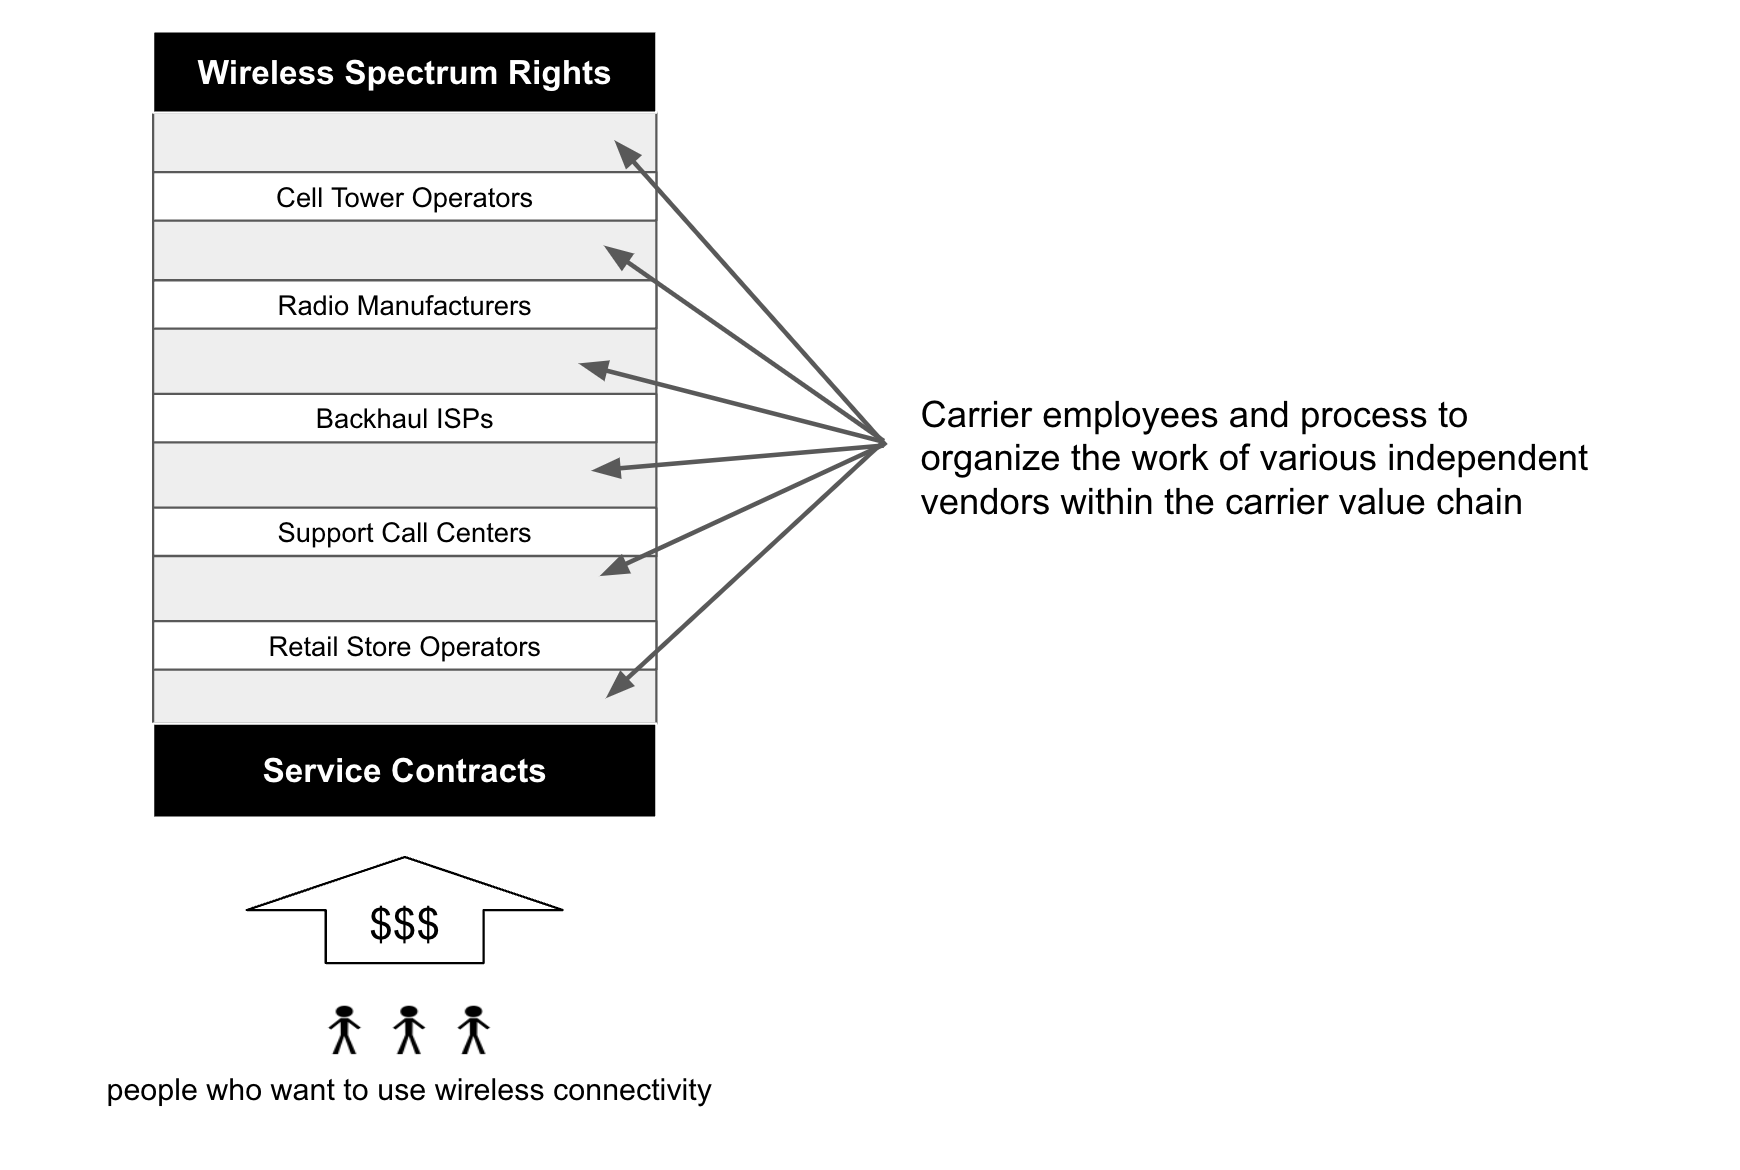 Wireless Spectrum Rights
Cell Tower Operators
Radio Manufacturers
Backhaul ISPs
Support Call Centers
Retail Store Operators
Service Contracts
$$$
people who want to use wireless connectivity
Carrier employees and process to
organize the work of various independent
vendors within the carrier value chain